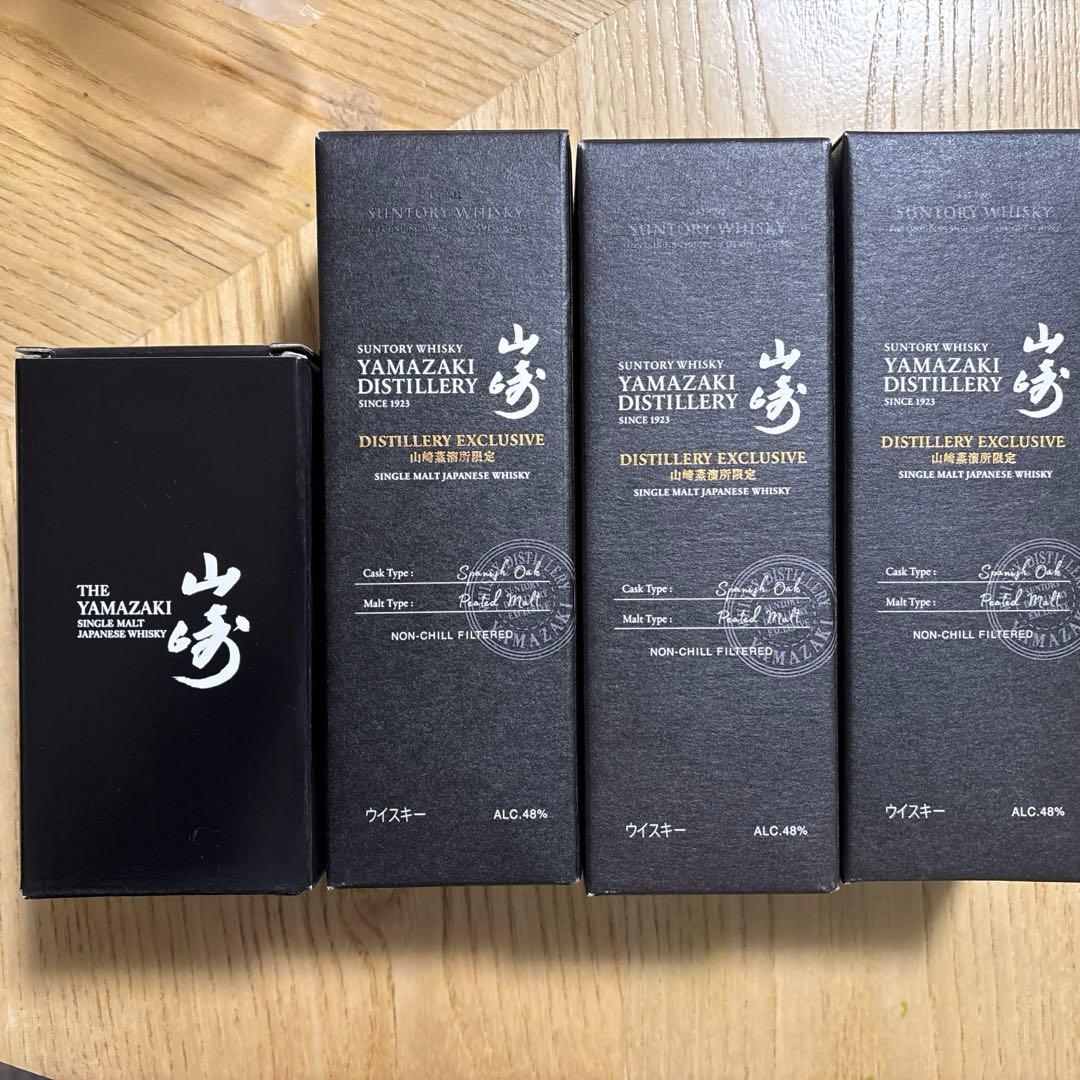 THE
YAMAZAKI
SINGLE MALT
JAPANESE WHISKY
山崎
SUNTORY WHISKY
SUNTORY WHISKY
YAMAZAKI
DISTILLERY
SINCE 1923
山崎
DISTILLERY EXCLUSIVE
山崎蒸溜所限定
SINGLE MALT JAPANESE WHISKY
Cask Type : Spanish Oak
Malt Type : Peated Malt
NON-CHILL FILTERED
DISTILLERY
YAMAZAKI
ウイスキー ALC.48%
SUNTORY WHISKY
SUNTORY WHISKY
YAMAZAKI
DISTILLERY
SINCE 1923
山崎
DISTILLERY EXCLUSIVE
山崎蒸溜所限定
SINGLE MALT JAPANESE WHISKY
Cask Type : Spanish Oak
Malt Type : Peated Malt
NON-CHILL FILTERED
DISTILLERY
YAMAZAKI
ウイスキー ALC.48%
SUNTORY WHISKY
SUNTORY WHISKY
YAMAZAKI
DISTILLERY
SINCE 1923
山崎
DISTILLERY EXCLUSIVE
山崎蒸溜所限定
SINGLE MALT JAPANESE WHISKY
Cask Type : Spanish Oak
Malt Type : Peated Malt
NON-CHILL FILTERED
ウイスキー ALC.48%